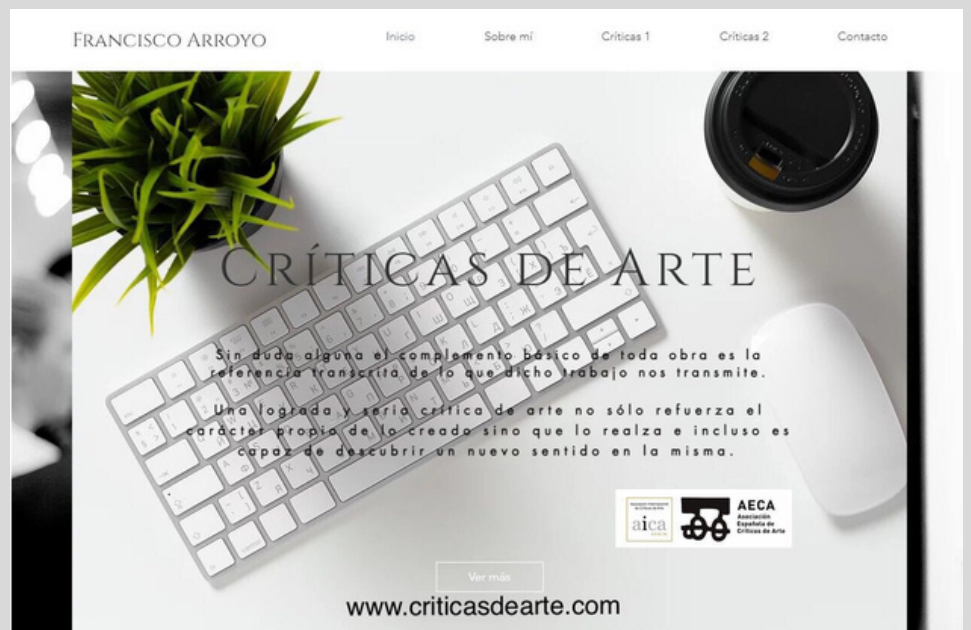 FRANCISCO ARROYO
Inicio
Sobre mí
Críticas 1
Críticas 2
Contacto
CRÍTICAS DE ARTE
Sin duda alguna el complemento básico de toda obra es la
referencia transcrita de lo que dicho trabajo nos transmite.
Una lograda y seria crítica de arte no sólo refuerza el
carácter propio de lo creado sino que lo realza e incluso es
capaz de descubrir un nuevo sentido en la misma.
aica
AECA
Asociación
Española de
Críticos de Arte
Ver más
www.criticasdearte.com